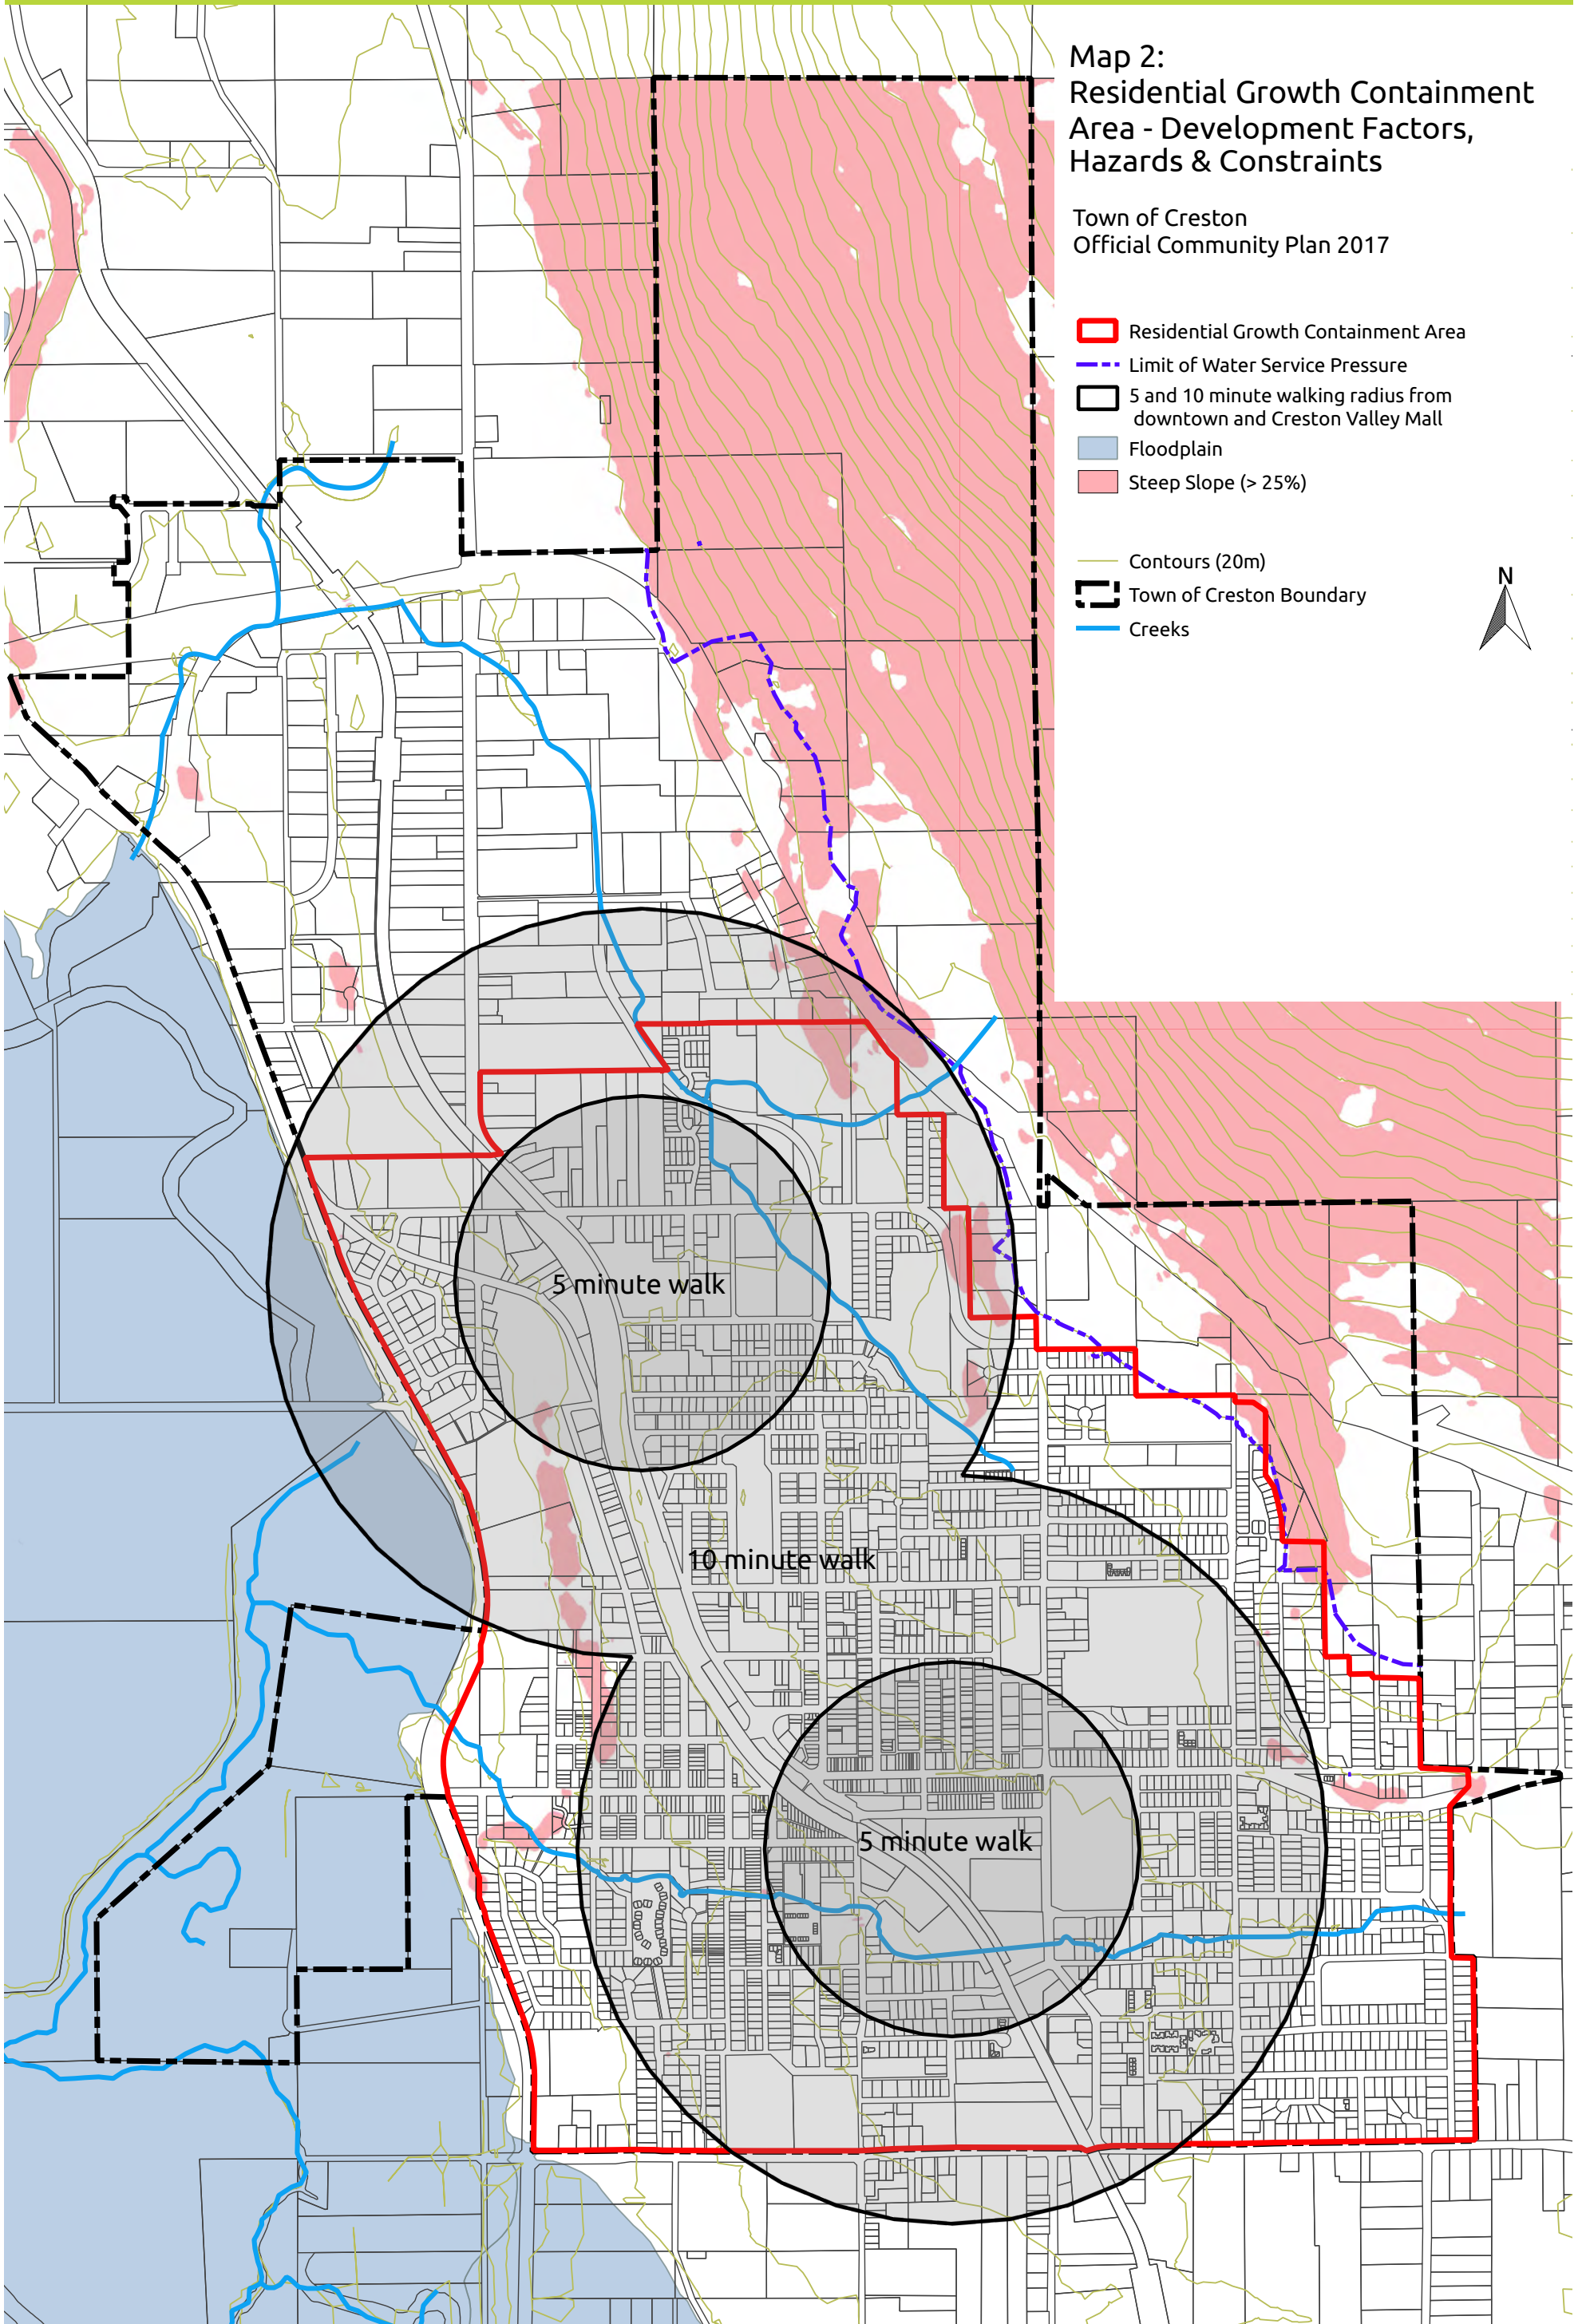 Map 2:
Residential Growth Containment
Area - Development Factors,
Hazards & Constraints
Town of Creston
Official Community Plan 2017
Residential Growth Containment Area
Limit of Water Service Pressure
5 and 10 minute walking radius from
downtown and Creston Valley Mall
Floodplain
Steep Slope (> 25%)
Contours (20m)
Town of Creston Boundary
Creeks
N
5 minute walk
10 minute walk
5 minute walk